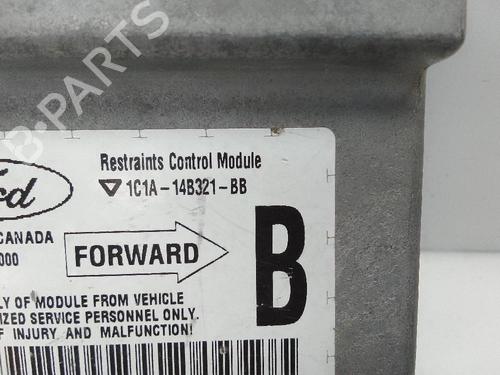 B-PARTS
Restraints Control Module
1C1A-14B321-BB
CANADA
000
FORWARD
B
LY OF MODULE FROM VEHICLE
IZED SERVICE PERSONNEL ONLY.
F INJURY AND MALFUNCTION!